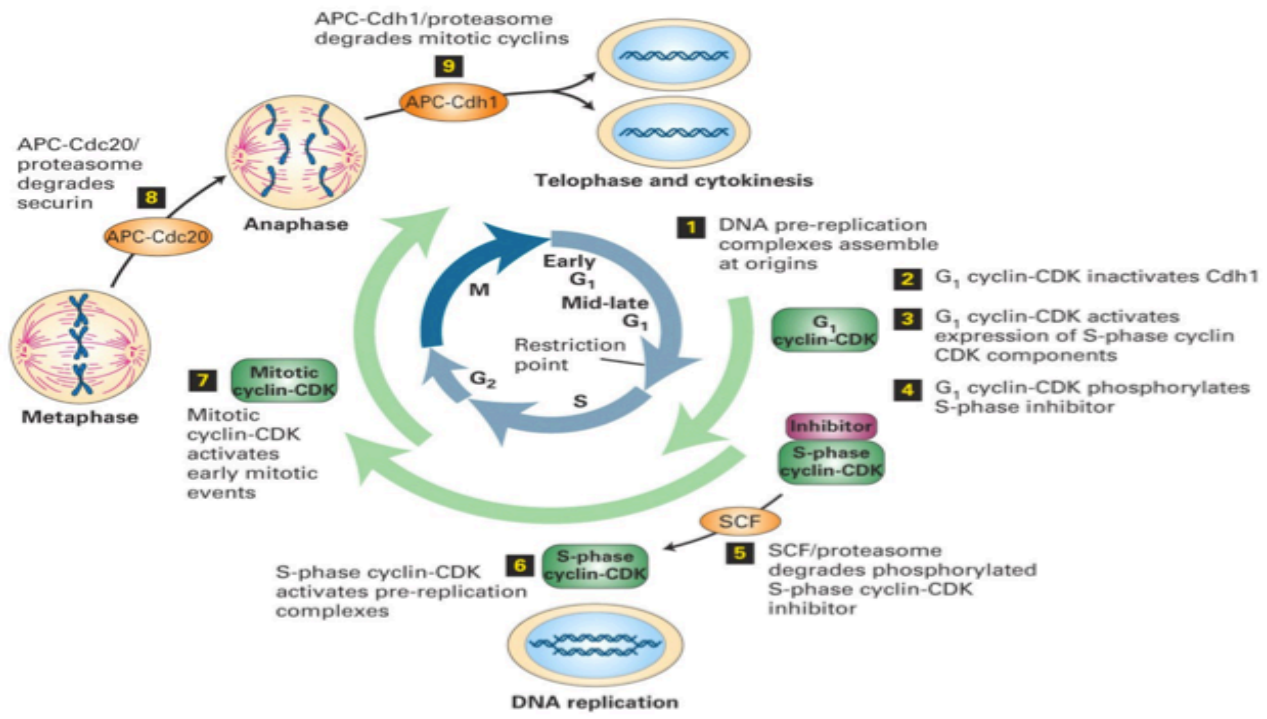 APC-Cdh1/proteasome
degrades mitotic cyclins
9
APC-Cdh1
Telophase and cytokinesis
APC-Cdc20/
proteasome
degrades
securin
8
APC-Cdc20
Anaphase
Metaphase
1 DNA pre-replication
complexes assemble
at origins
2 G₁ cyclin-CDK inactivates Cdh1
G₁
cyclin-CDK
3 G₁ cyclin-CDK activates
expression of S-phase cyclin
CDK components
4 G₁ cyclin-CDK phosphorylates
S-phase inhibitor
Early
G₁
Mid-late
G₁
Restriction
point
S
G₂
M
Inhibitor
S-phase
cyclin-CDK
SCF
5 SCF/proteasome
degrades phosphorylated
S-phase cyclin-CDK
inhibitor
6 S-phase
cyclin-CDK
S-phase cyclin-CDK
activates pre-replication
complexes
DNA replication
7 Mitotic
cyclin-CDK
Mitotic
cyclin-CDK
activates
early mitotic
events